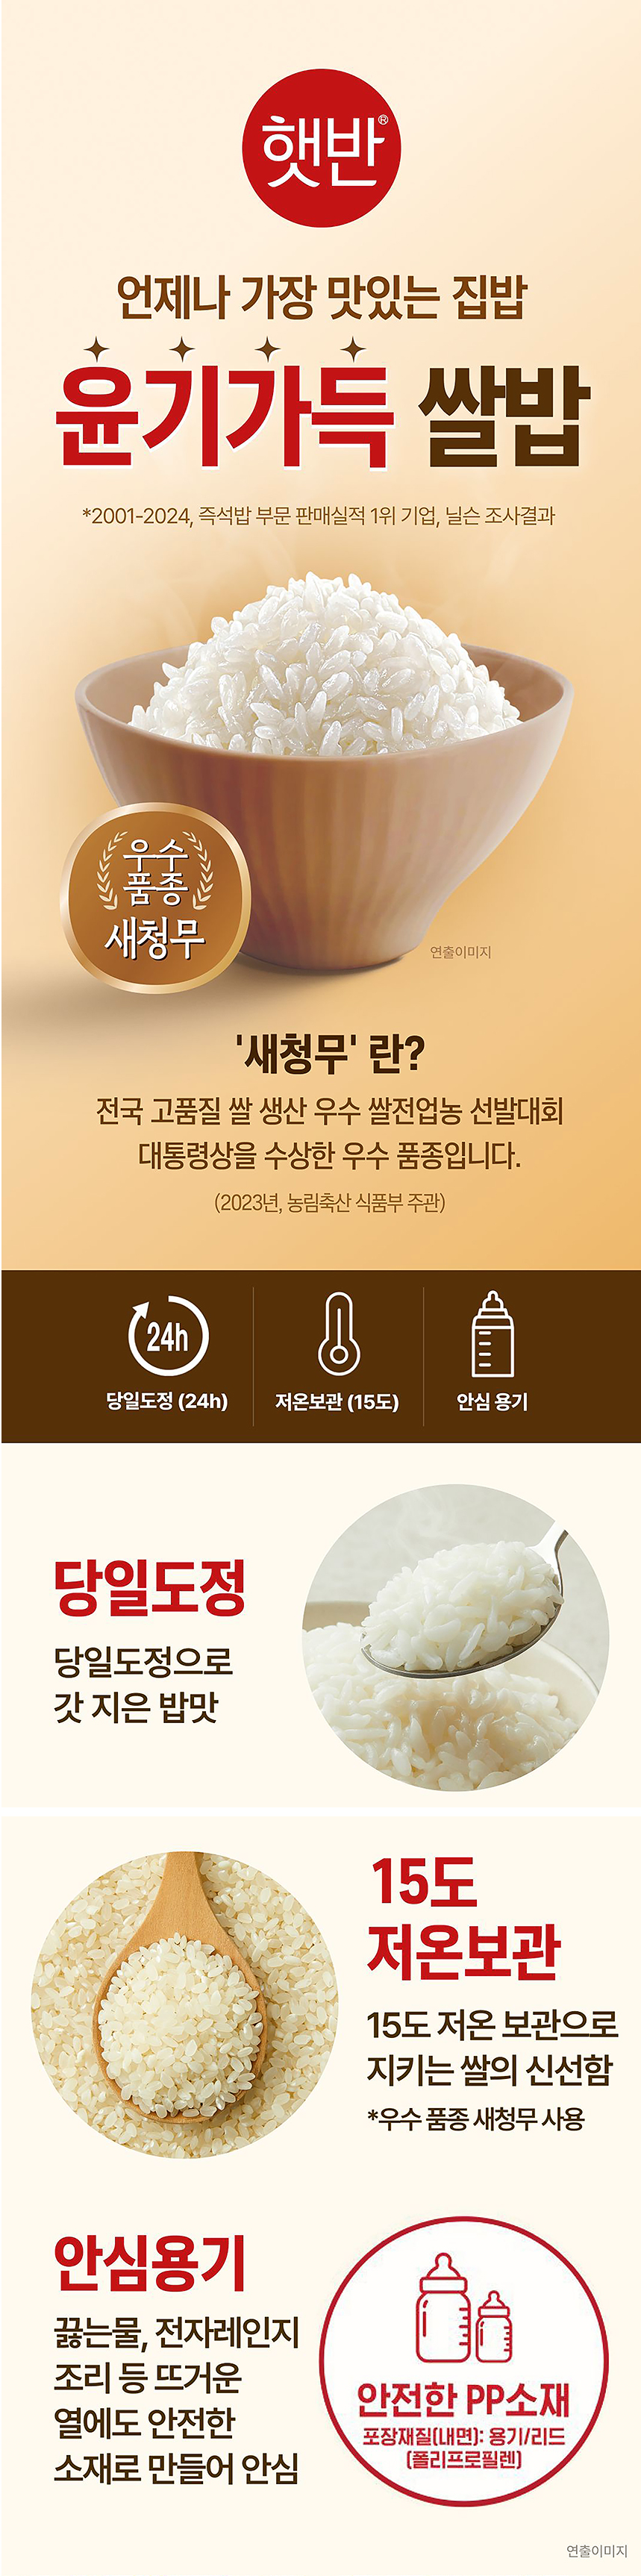 햇반®
언제나 가장 맛있는 집밥
윤기가득 쌀밥
*2001-2024, 즉석밥 부문 판매실적 1위 기업, 닐슨 조사결과
우수
품종
새청무
연출이미지
'새청무' 란?
전국 고품질 쌀 생산 우수 쌀전업농 선발대회
대통령상을 수상한 우수 품종입니다.
(2023년, 농림축산 식품부 주관)
24h
당일도정 (24h)
저온보관 (15도)
안심 용기
당일도정
당일도정으로
갓 지은 밥맛
15도
저온보관
15도 저온 보관으로
지키는 쌀의 신선함
*우수 품종 새청무 사용
안심용기
끓는물, 전자레인지
조리 등 뜨거운
열에도 안전한
소재로 만들어 안심
안전한 PP소재
포장재질(내면): 용기/리드
(폴리프로필렌)
연출이미지